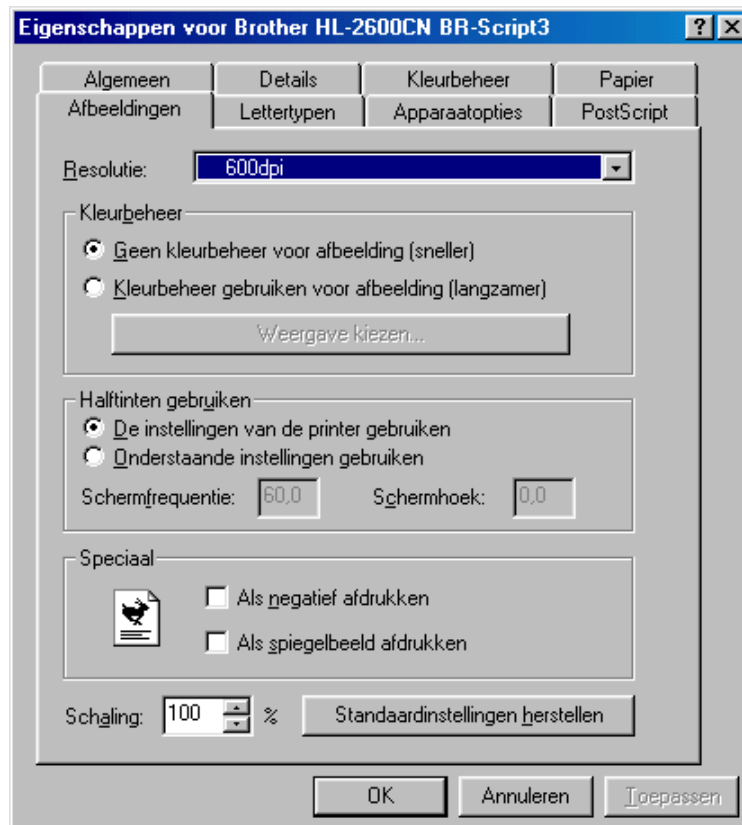 Eigenschappen voor Brother HL-2600CN BR-Script3
Algemeen Details Kleurbeheer Papier
Afbeeldingen Lettertypen Apparaatopties PostScript
Resolutie: 600dpi
Kleurbeheer
Geen kleurbeheer voor afbeelding (sneller)
Kleurbeheer gebruiken voor afbeelding (langzamer)
Weergave kiezen...
Halftinten gebruiken
De instellingen van de printer gebruiken
Onderstaande instellingen gebruiken
Schermfrequentie: 60,0 Schermhoek: 0,0
Speciaal
Als negatief afdrukken
Als spiegelbeeld afdrukken
Schaling: 100 % Standaardinstellingen herstellen
OK Annuleren Toepassen